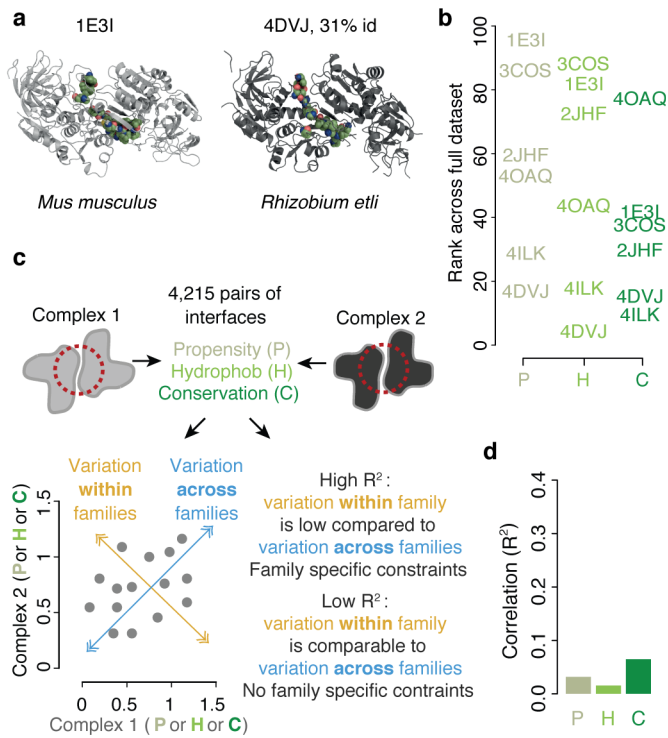 a
1E3I
4DVJ, 31% id
Mus musculus
Rhizobium etli
b
Rank across full dataset
100
80
60
40
20
0
1E3I
3COS
2JHF
4OAQ
4ILK
4DVJ
3COS
1E3I
2JHF
4OAQ
4ILK
4DVJ
4OAQ
1E3I
3COS
2JHF
4DVJ
4ILK
P
H
C
c
Complex 1
4,215 pairs of
interfaces
Propensity (P)
Hydrophob (H)
Conservation (C)
Complex 2
Variation
within
families
Variation
across
families
Complex 2 (P or H or C)
1.5
1
0.5
0
0
0.5
1
1.5
Complex 1 ( P or H or C)
High R²:
variation within family
is low compared to
variation across families
Family specific constraints
Low R²:
variation within family
is comparable to
variation across families
No family specific contraints
d
Correlation (R²)
0.4
0.3
0.2
0.1
0.0
P
H
C